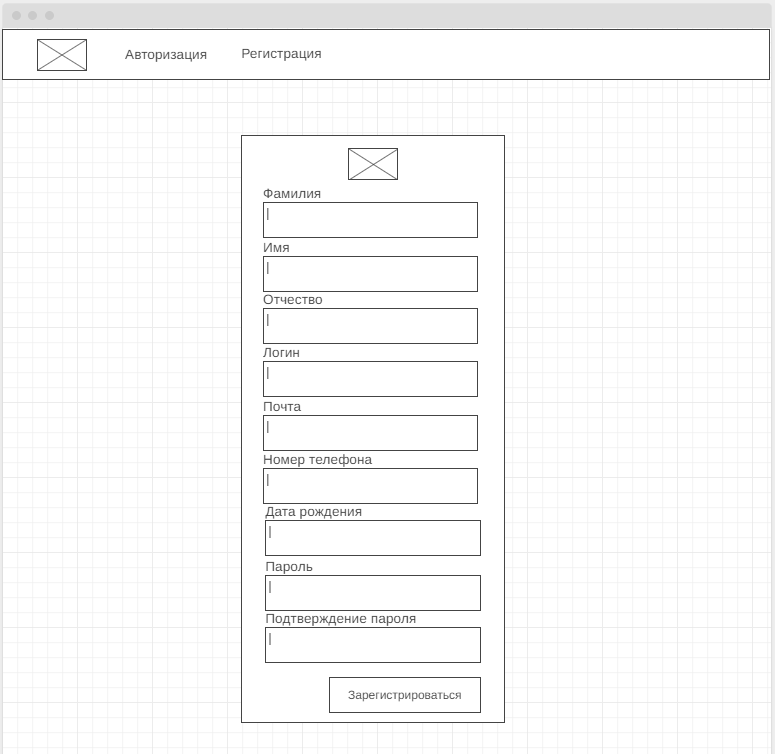 Авторизация Регистрация
Фамилия
Имя
Отчество
Логин
Почта
Номер телефона
Дата рождения
Пароль
Подтверждение пароля
Зарегистрироваться